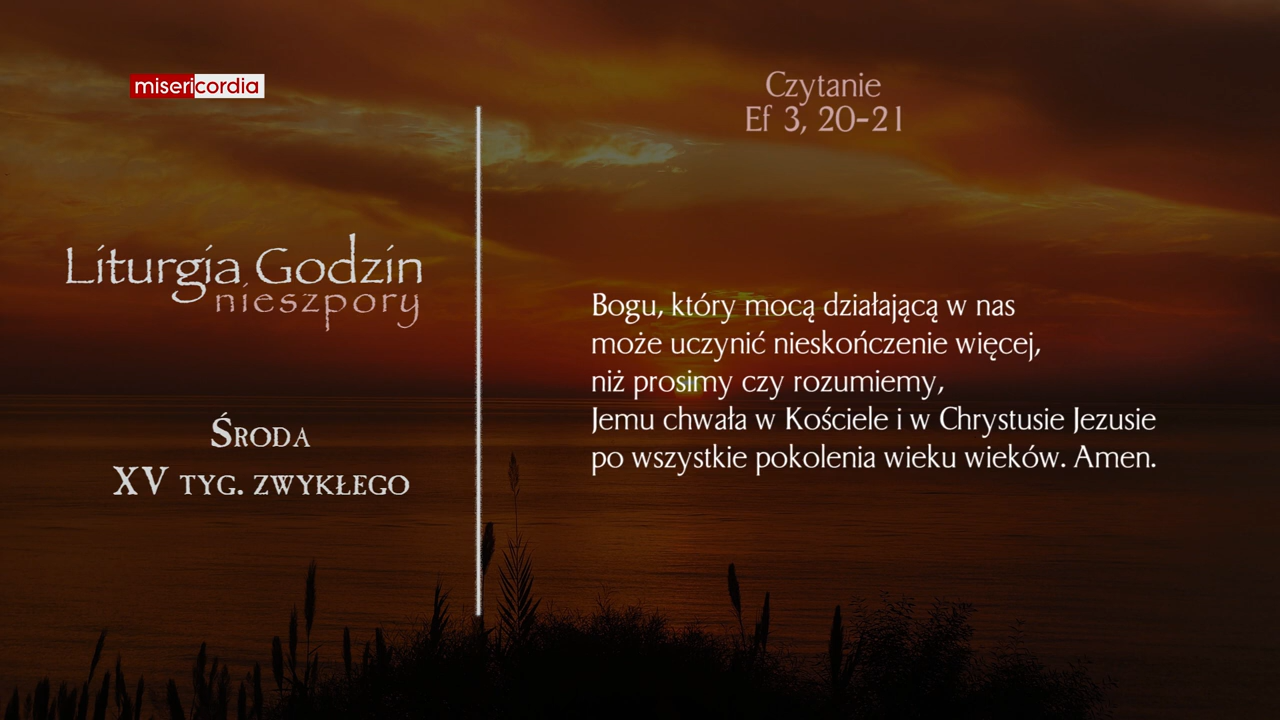 misericordia
Liturgia Godzin
nieszpory
Środa
XV tyg. zwykłego
Czytanie
Ef 3, 20-21
Bogu, który mocą działającą w nas
może uczynić nieskończenie więcej,
niż prosimy czy rozumiemy,
Jemu chwała w Kościele i w Chrystusie Jezusie
po wszystkie pokolenia wieku wieków. Amen.